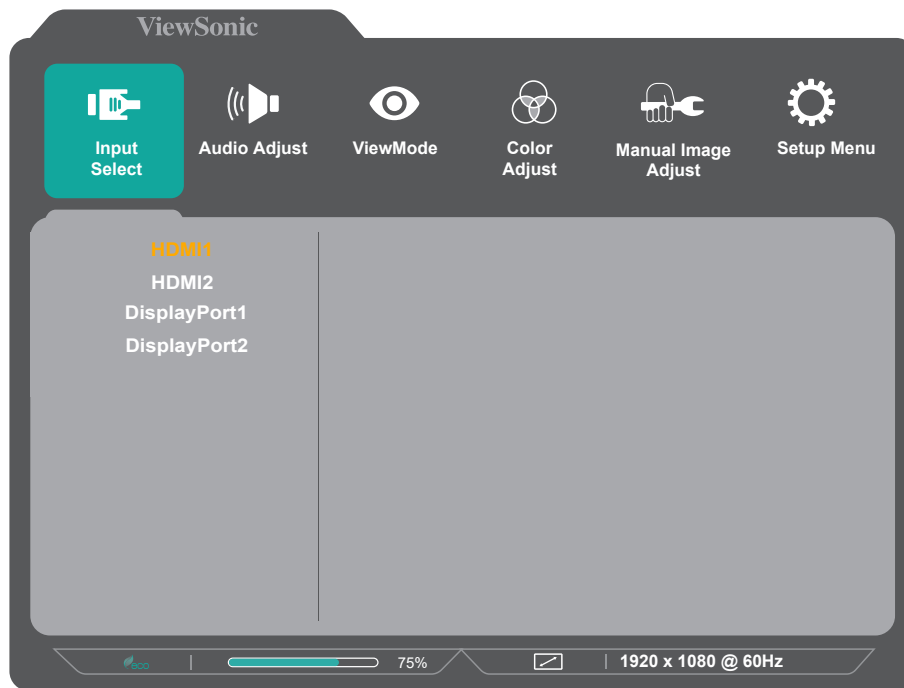 ViewSonic
Input
Select
Audio Adjust
ViewMode
Color
Adjust
Manual Image
Adjust
Setup Menu
HDMI1
HDMI2
DisplayPort1
DisplayPort2
ECO
75%
1920 x 1080 @ 60Hz